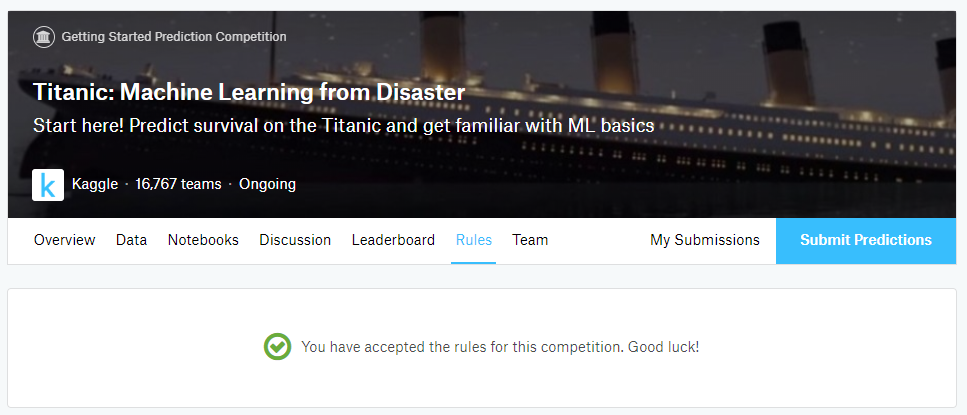 Getting Started Prediction Competition
Titanic: Machine Learning from Disaster
Start here! Predict survival on the Titanic and get familiar with ML basics
k Kaggle · 16,767 teams · Ongoing
Overview Data Notebooks Discussion Leaderboard Rules Team My Submissions Submit Predictions
You have accepted the rules for this competition. Good luck!